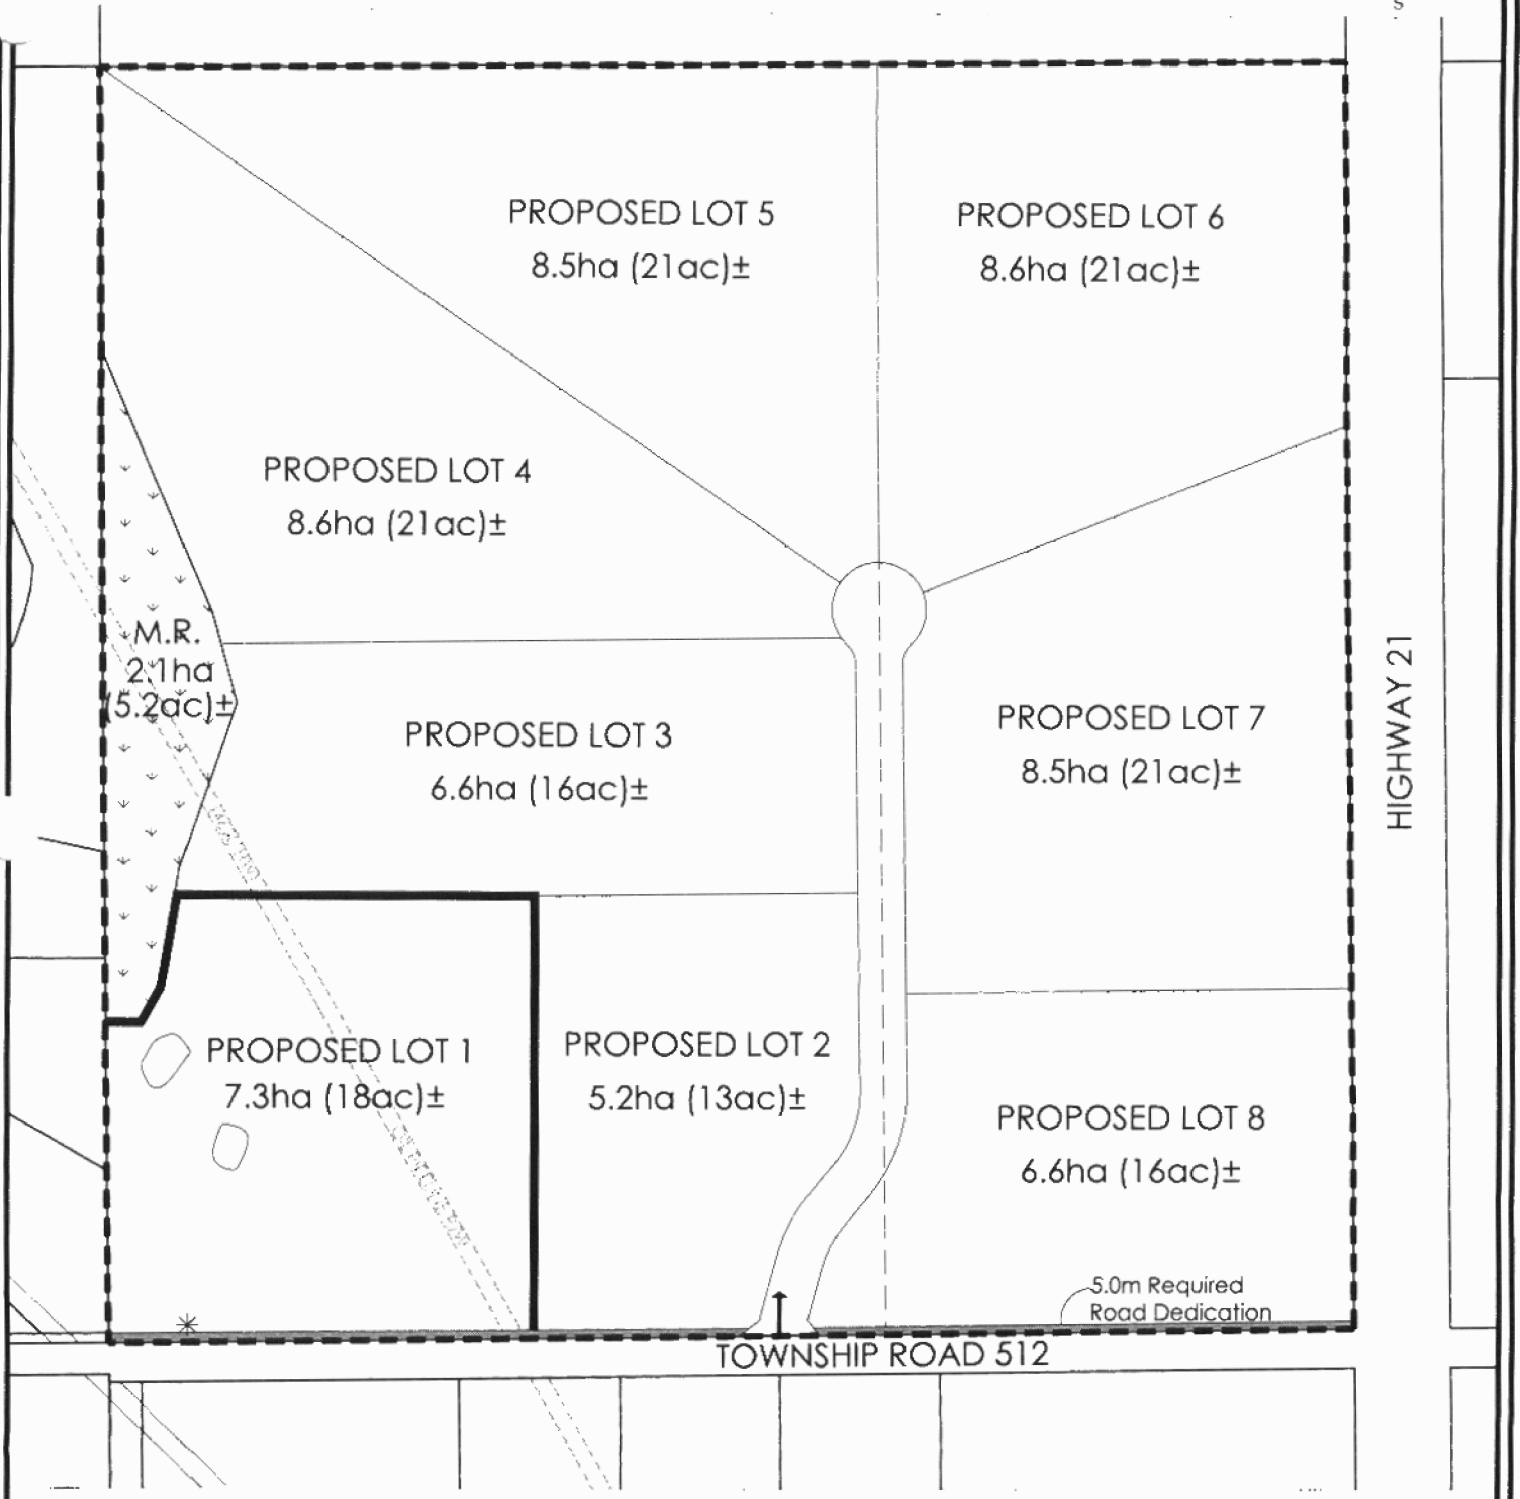 S
PROPOSED LOT 5
8.5ha (21ac)±
PROPOSED LOT 6
8.6ha (21ac)±
PROPOSED LOT 4
8.6ha (21ac)±
M.R.
2.1ha
(5.2ac)±
PROPOSED LOT 3
6.6ha (16ac)±
PROPOSED LOT 7
8.5ha (21ac)±
HIGHWAY 21
PROPOSED LOT 1
7.3ha (18ac)±
PROPOSED LOT 2
5.2ha (13ac)±
PROPOSED LOT 8
6.6ha (16ac)±
5.0m Required
Road Dedication
TOWNSHIP ROAD 512